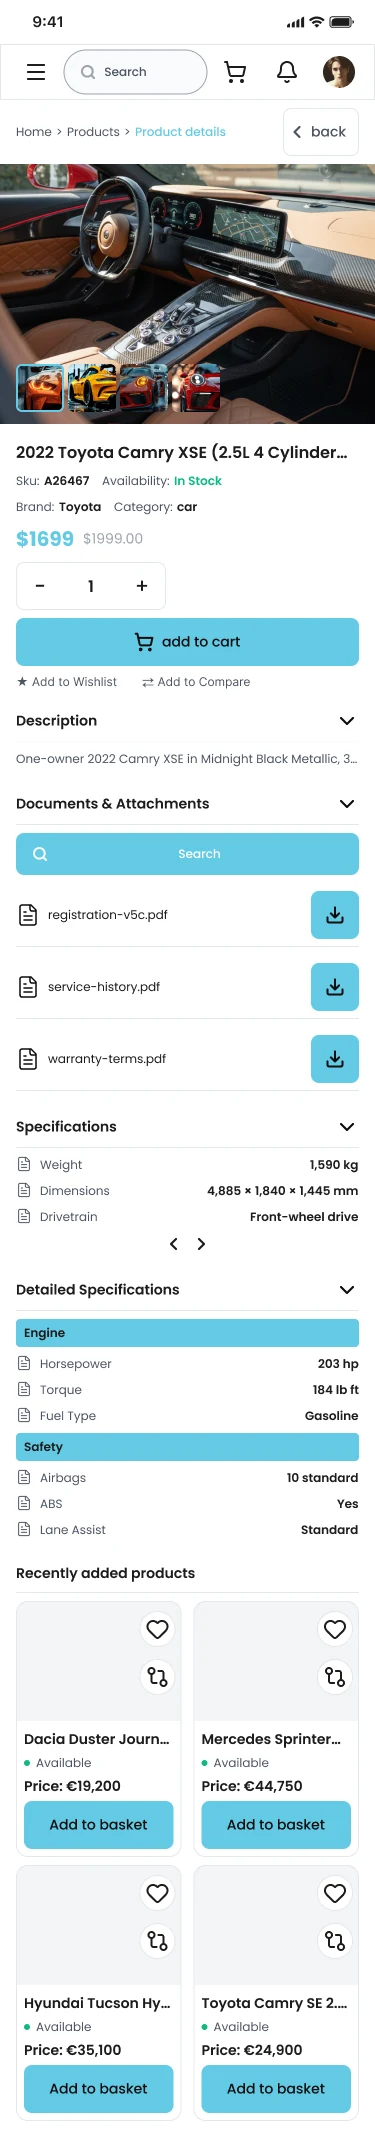 9:41
Search
Home > Products > Product details
back
2022 Toyota Camry XSE (2.5L 4 Cylinder...
Sku: A26467 Availability: In Stock
Brand: Toyota Category: car
$1699 $1999.00
- 1 +
add to cart
★ Add to Wishlist ⇄ Add to Compare
Description
One-owner 2022 Camry XSE in Midnight Black Metallic, 3...
Documents & Attachments
Search
registration-v5c.pdf
service-history.pdf
warranty-terms.pdf
Specifications
Weight 1,590 kg
Dimensions 4,885 × 1,840 × 1,445 mm
Drivetrain Front-wheel drive
Detailed Specifications
Engine
Horsepower 203 hp
Torque 184 lb ft
Fuel Type Gasoline
Safety
Airbags 10 standard
ABS Yes
Lane Assist Standard
Recently added products
Dacia Duster Journ...
Available
Price: €19,200
Add to basket
Mercedes Sprinter...
Available
Price: €44,750
Add to basket
Hyundai Tucson Hy...
Available
Price: €35,100
Add to basket
Toyota Camry SE 2....
Available
Price: €24,900
Add to basket